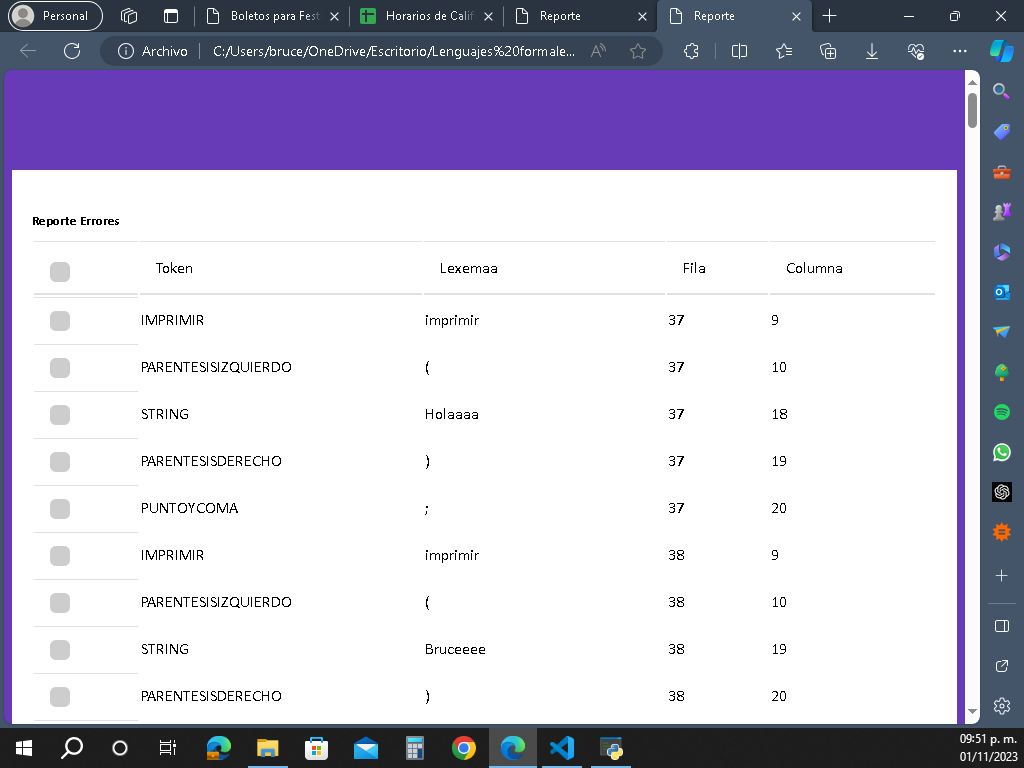 Personal
Boletos para Fest
Horarios de Calif
Reporte
Reporte
Archivo
C:/Users/bruce/OneDrive/Escritorio/Lenguajes%20formale...
Reporte Errores
Token Lexemaa Fila Columna
IMPRIMIR imprimir 37 9
PARENTESISIZQUIERDO ( 37 10
STRING Holaaaa 37 18
PARENTESISDERECHO ) 37 19
PUNTOYCOMA ; 37 20
IMPRIMIR imprimir 38 9
PARENTESISIZQUIERDO ( 38 10
STRING Bruceeee 38 19
PARENTESISDERECHO ) 38 20
09:51 p. m.
01/11/2023